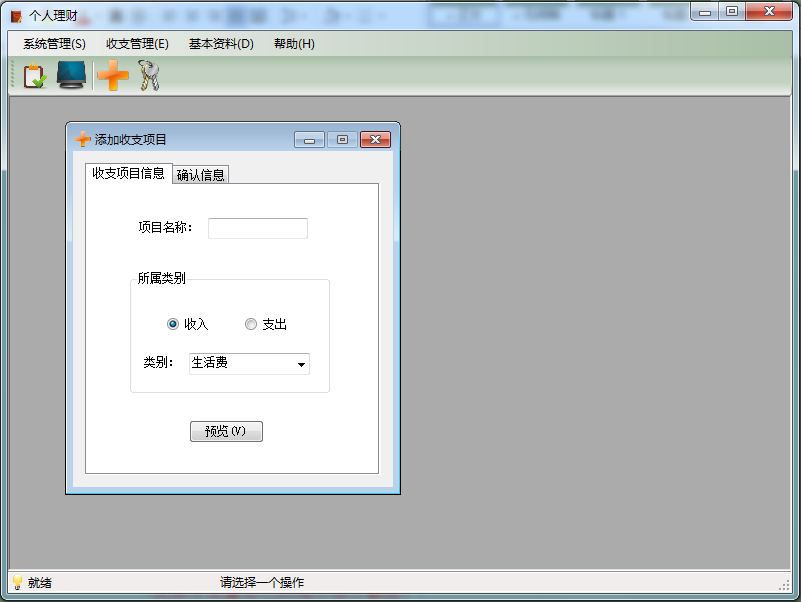 个人理财
系统管理(S) 收支管理(E) 基本资料(D) 帮助(H)
添加收支项目
收支项目信息 确认信息
项目名称：
所属类别
收入 支出
类别： 生活费
预览(V)
就绪 请选择一个操作